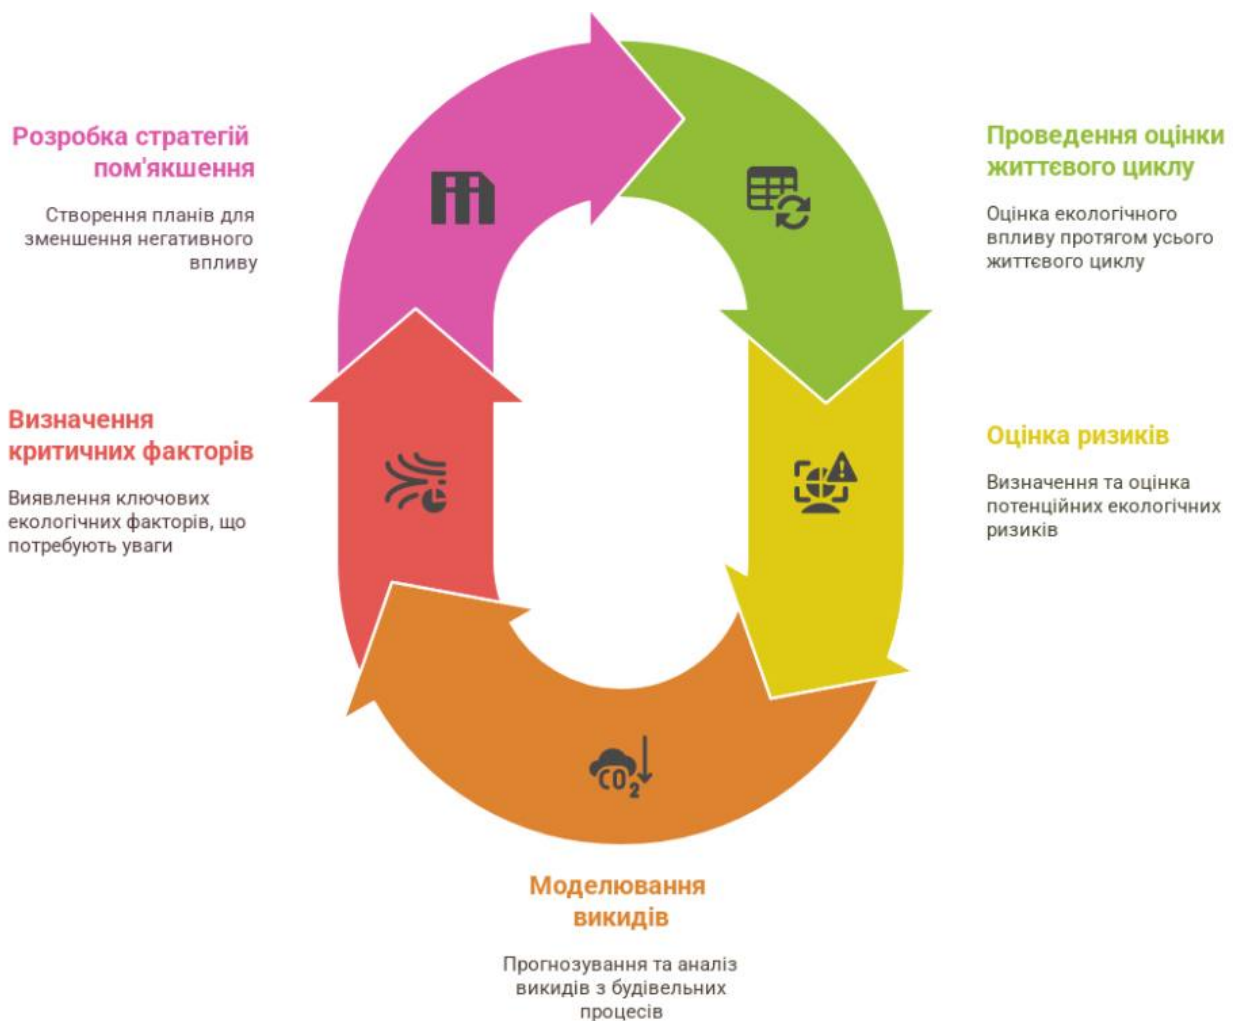 Розробка стратегій
пом'якшення
Створення планів для
зменшення негативного
впливу
Проведення оцінки
життєвого циклу
Оцінка екологічного
впливу протягом усього
життєвого циклу
Визначення
критичних факторів
Виявлення ключових
екологічних факторів, що
потребують уваги
Оцінка ризиків
Визначення та оцінка
потенційних екологічних
ризиків
CO2
Моделювання
викидів
Прогнозування та аналіз
викидів з будівельних
процесів